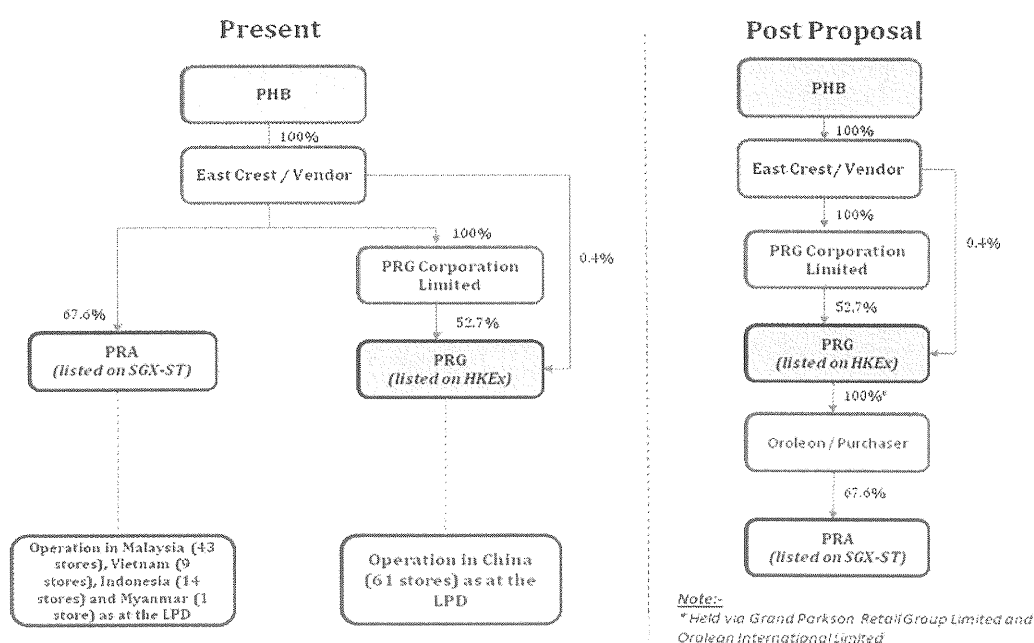 Present
PHB
100%
East Crest / Vendor
100%
0.4%
PRG Corporation
Limited
67.6%
52.7%
PRA
(listed on SGX-ST)
PRG
(listed on HKEx)
Operation in Malaysia (43
stores), Vietnam (9
stores), Indonesia (14
stores) and Myanmar (1
store) as at the LPD
Operation in China
(61 stores) as at the
LPD
Post Proposal
PHB
100%
East Crest/ Vendor
100%
0.4%
PRG Corporation
Limited
52.7%
PRG
(listed on HKEx)
100%*
Oroleon / Purchaser
67.6%
PRA
(listed on SGX-ST)
Note:-
* Held via Grand Parkson Retail Group Limited and
Orolean International Limited